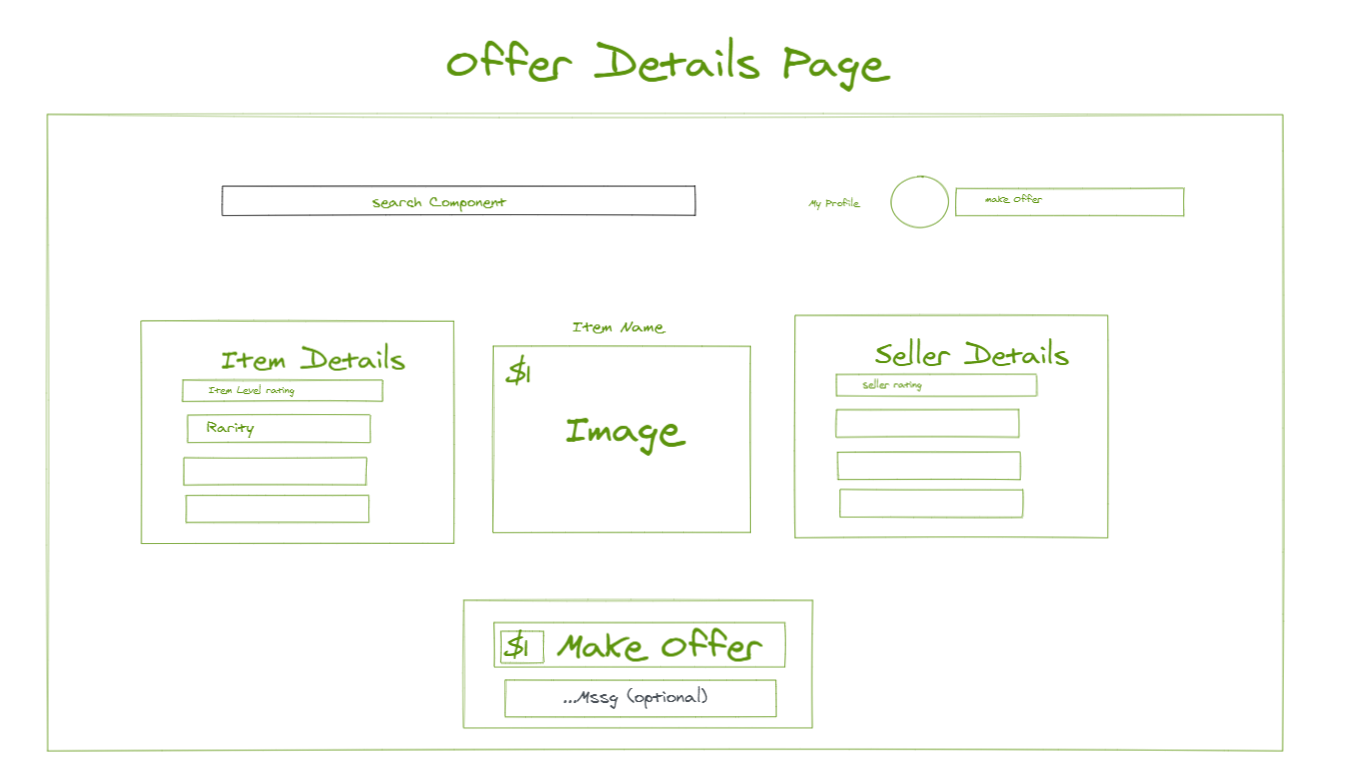 Offer Details Page
Search Component
My Profile
make Offer
Item Details
Item Level rating
Rarity
Item Name
$1
Image
Seller Details
Seller rating
$1 Make Offer
...Mssg (optional)